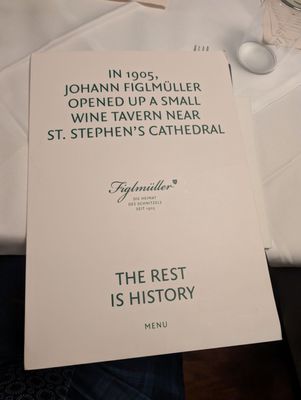 IN 1905,
JOHANN FIGLMÜLLER
OPENED UP A SMALL
WINE TAVERN NEAR
ST. STEPHEN'S CATHEDRAL
Figlmüller
DIE HEIMAT
DES SCHNITZELS
SEIT 1905
THE REST
IS HISTORY
MENU